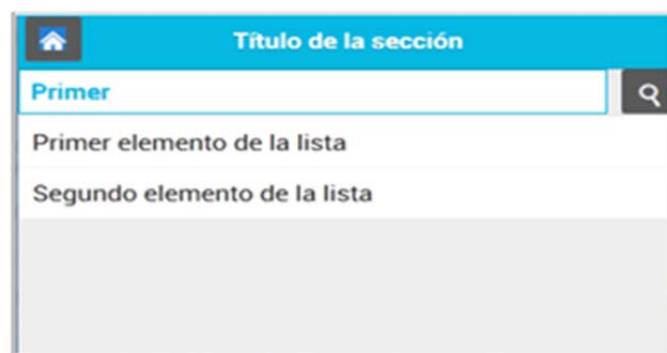 Título de la sección
Primer
Primer elemento de la lista
Segundo elemento de la lista